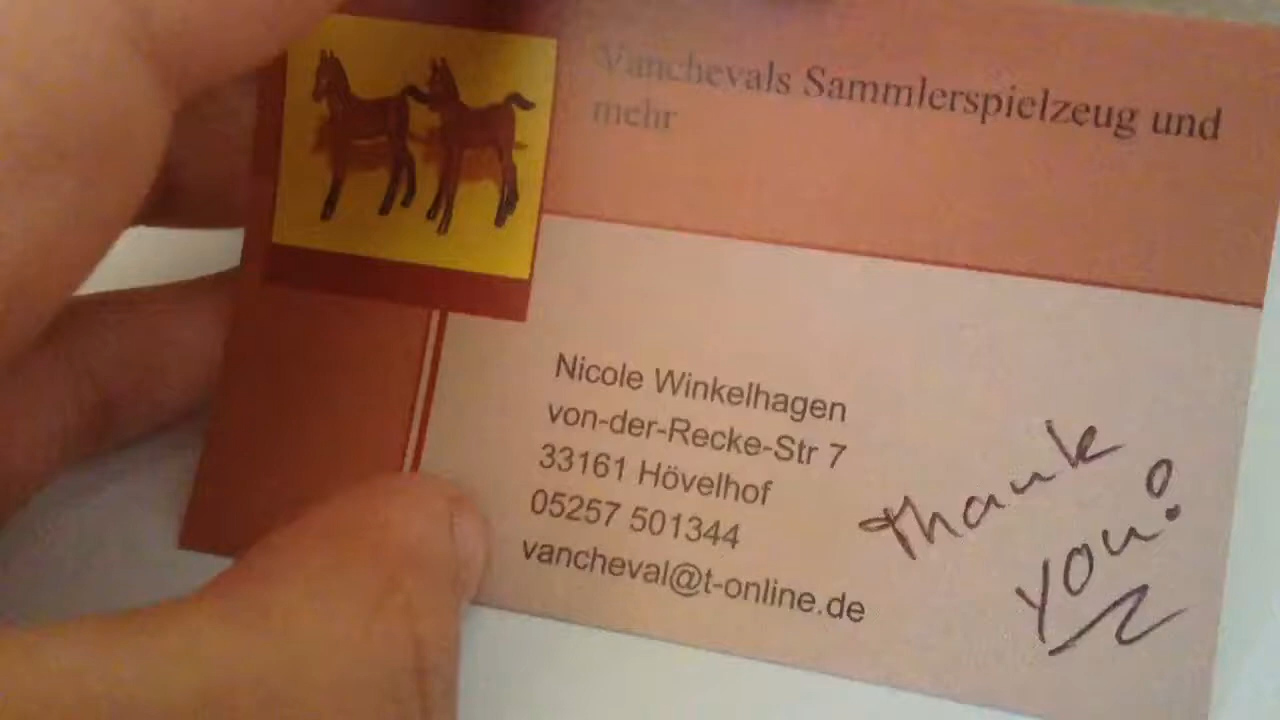 Vanchevals Sammlerspielzeug und
mehr
Nicole Winkelhagen
von-der-Recke-Str 7
33161 Hövelhof
05257 501344
vancheval@t-online.de
Thank
you!